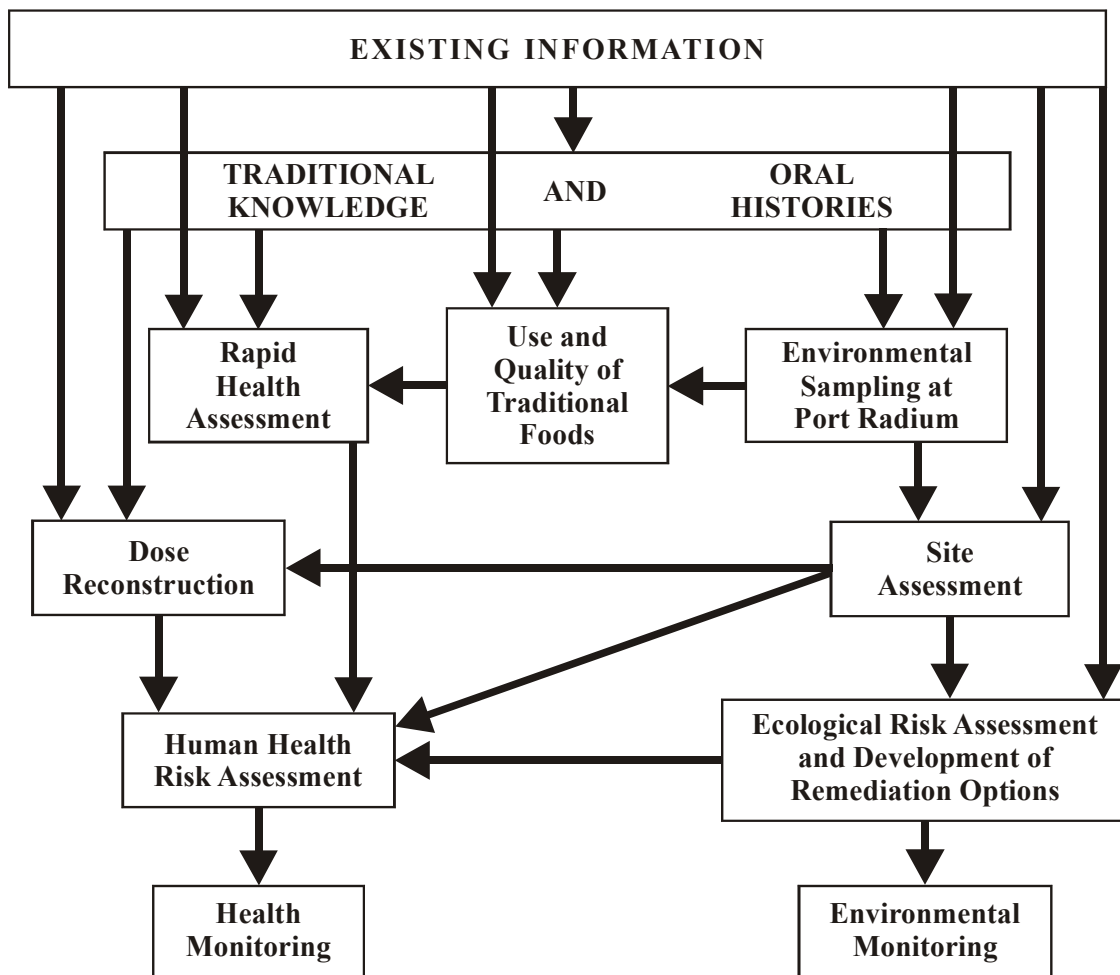 EXISTING INFORMATION
TRADITIONAL KNOWLEDGE
AND
ORAL HISTORIES
Rapid
Health
Assessment
Use and
Quality of
Traditional
Foods
Environmental
Sampling at
Port Radium
Dose
Reconstruction
Site
Assessment
Human Health
Risk Assessment
Ecological Risk Assessment
and Development of
Remediation Options
Health
Monitoring
Environmental
Monitoring